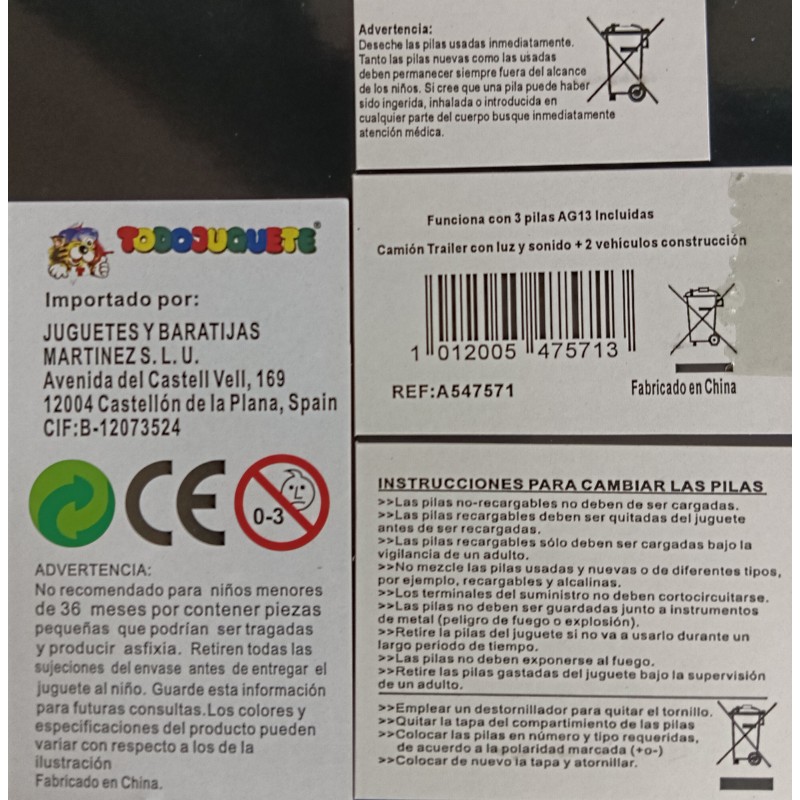 Advertencia:
Deseche las pilas usadas inmediatamente.
Tanto las pilas nuevas como las usadas
deben permanecer siempre fuera del alcance
de los niños. Si cree que una pila puede haber
sido ingerida, inhalada o introducida en
cualquier parte del cuerpo busque inmediatamente
atención médica.
TODOJUGUETE®
Importado por:
JUGUETES Y BARATIJAS
MARTINEZ S. L. U.
Avenida del Castell Vell, 169
12004 Castellón de la Plana, Spain
CIF:B-12073524
CE
0-3
ADVERTENCIA:
No recomendado para niños menores
de 36 meses por contener piezas
pequeñas que podrían ser tragadas
y producir asfixia. Retiren todas las
sujeciones del envase antes de entregar el
juguete al niño. Guarde esta información
para futuras consultas.Los colores y
especificaciones del producto pueden
variar con respecto a los de la
ilustración
Fabricado en China.
Funciona con 3 pilas AG13 Incluidas
Camión Trailer con luz y sonido + 2 vehículos construcción
1 012005 475713
REF:A547571
Fabricado en China
INSTRUCCIONES PARA CAMBIAR LAS PILAS
>>Las pilas no-recargables no deben de ser cargadas.
>>Las pilas recargables deben ser quitadas del juguete
antes de ser recargadas.
>>Las pilas recargables sólo deben ser cargadas bajo la
vigilancia de un adulto.
>>No mezcle las pilas usadas y nuevas o de diferentes tipos,
por ejemplo, recargables y alcalinas.
>>Los terminales del suministro no deben cortocircuitarse.
>>Las pilas no deben ser guardadas junto a instrumentos
de metal (peligro de fuego o explosión).
>>Retire la pilas del juguete si no va a usarlo durante un
largo periodo de tiempo.
>>Las pilas no deben exponerse al fuego.
>>Retire las pilas gastadas del juguete bajo la supervisión
de un adulto.
>>Emplear un destornillador para quitar el tornillo.
>>Quitar la tapa del compartimiento de las pilas
>>Colocar las pilas en número y tipo requeridas,
de acuerdo a la polaridad marcada (+o-)
>>Colocar de nuevo la tapa y atornillar.